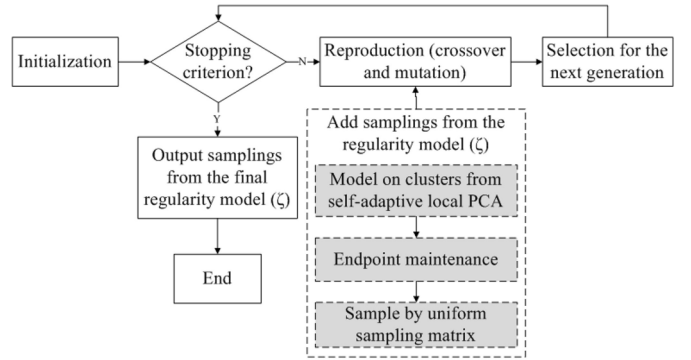 Initialization
Stopping
criterion?
N
Reproduction (crossover
and mutation)
Selection for the
next generation
Y
Output samplings
from the final
regularity model (ζ)
End
Add samplings from the
regularity model (ζ)
Model on clusters from
self-adaptive local PCA
Endpoint maintenance
Sample by uniform
sampling matrix